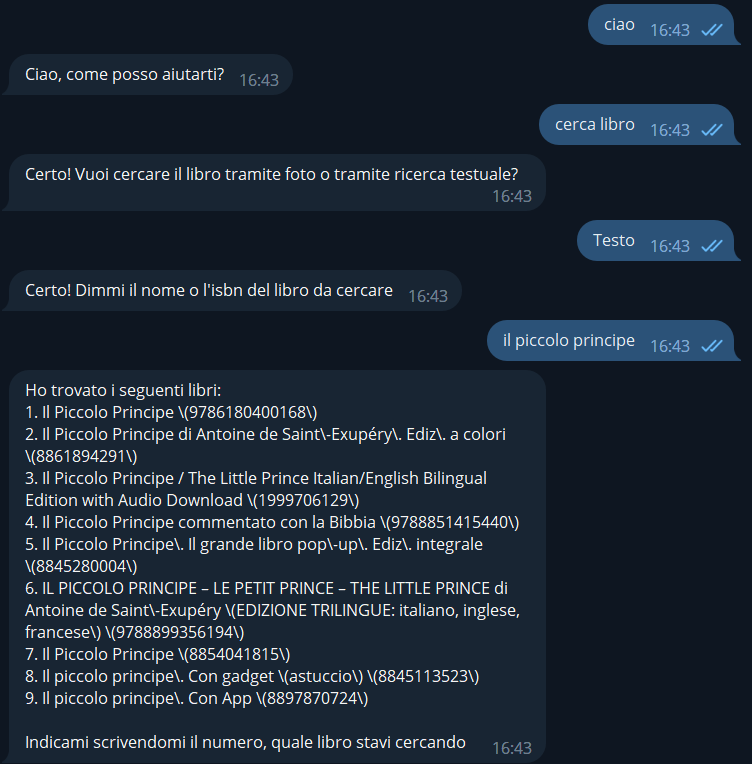 ciao 16:43
Ciao, come posso aiutarti? 16:43
cerca libro 16:43
Certo! Vuoi cercare il libro tramite foto o tramite ricerca testuale?
16:43
Testo 16:43
Certo! Dimmi il nome o l'isbn del libro da cercare 16:43
il piccolo principe 16:43
Ho trovato i seguenti libri:
1. Il Piccolo Principe \(9786180400168\)
2. Il Piccolo Principe di Antoine de Saint\-Exupéry\. Ediz\. a colori
\(8861894291\)
3. Il Piccolo Principe / The Little Prince Italian/English Bilingual
Edition with Audio Download \(1999706129\)
4. Il Piccolo Principe commentato con la Bibbia \(9788851415440\)
5. Il Piccolo Principe\. Il grande libro pop\-up\. Ediz\. integrale
\(8845280004\)
6. IL PICCOLO PRINCIPE – LE PETIT PRINCE – THE LITTLE PRINCE di
Antoine de Saint\-Exupéry \(EDIZIONE TRILINGUE: italiano, inglese,
francese\) \(9788899356194\)
7. Il Piccolo Principe \(8854041815\)
8. Il piccolo principe\. Con gadget \(astuccio\) \(8845113523\)
9. Il piccolo principe\. Con App \(8897870724\)
Indicami scrivendomi il numero, quale libro stavi cercando 16:43